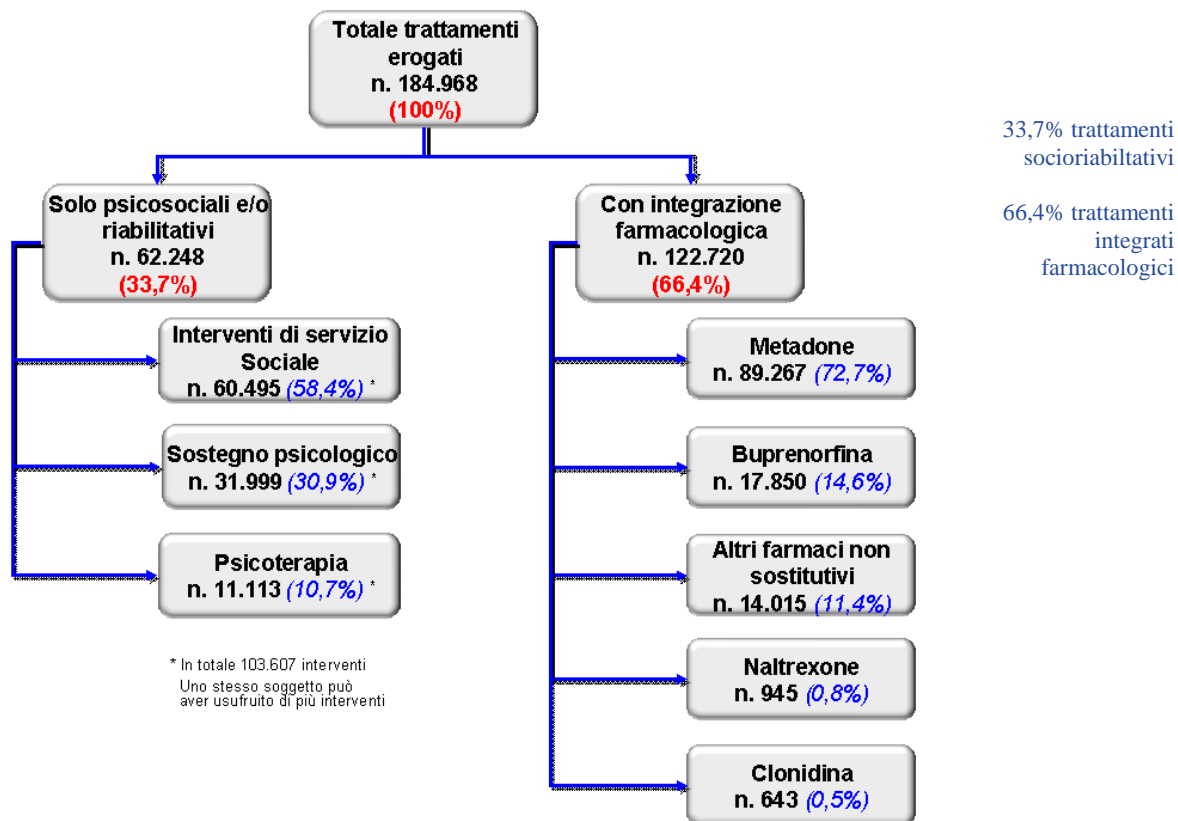 Totale trattamenti
erogati
n. 184.968
(100%)
33,7% trattamenti
socioriabiltativi
66,4% trattamenti
integrati
farmacologici
Solo psicosociali e/o
riabilitativi
n. 62.248
(33,7%)
Con integrazione
farmacologica
n. 122.720
(66,4%)
Interventi di servizio
Sociale
n. 60.495 (58,4%) *
Sostegno psicologico
n. 31.999 (30,9%) *
Psicoterapia
n. 11.113 (10,7%) *
* In totale 103.607 interventi
Uno stesso soggetto può
aver usufruito di più interventi
Metadone
n. 89.267 (72,7%)
Buprenorfina
n. 17.850 (14,6%)
Altri farmaci non
sostitutivi
n. 14.015 (11,4%)
Naltrexone
n. 945 (0,8%)
Clonidina
n. 643 (0,5%)